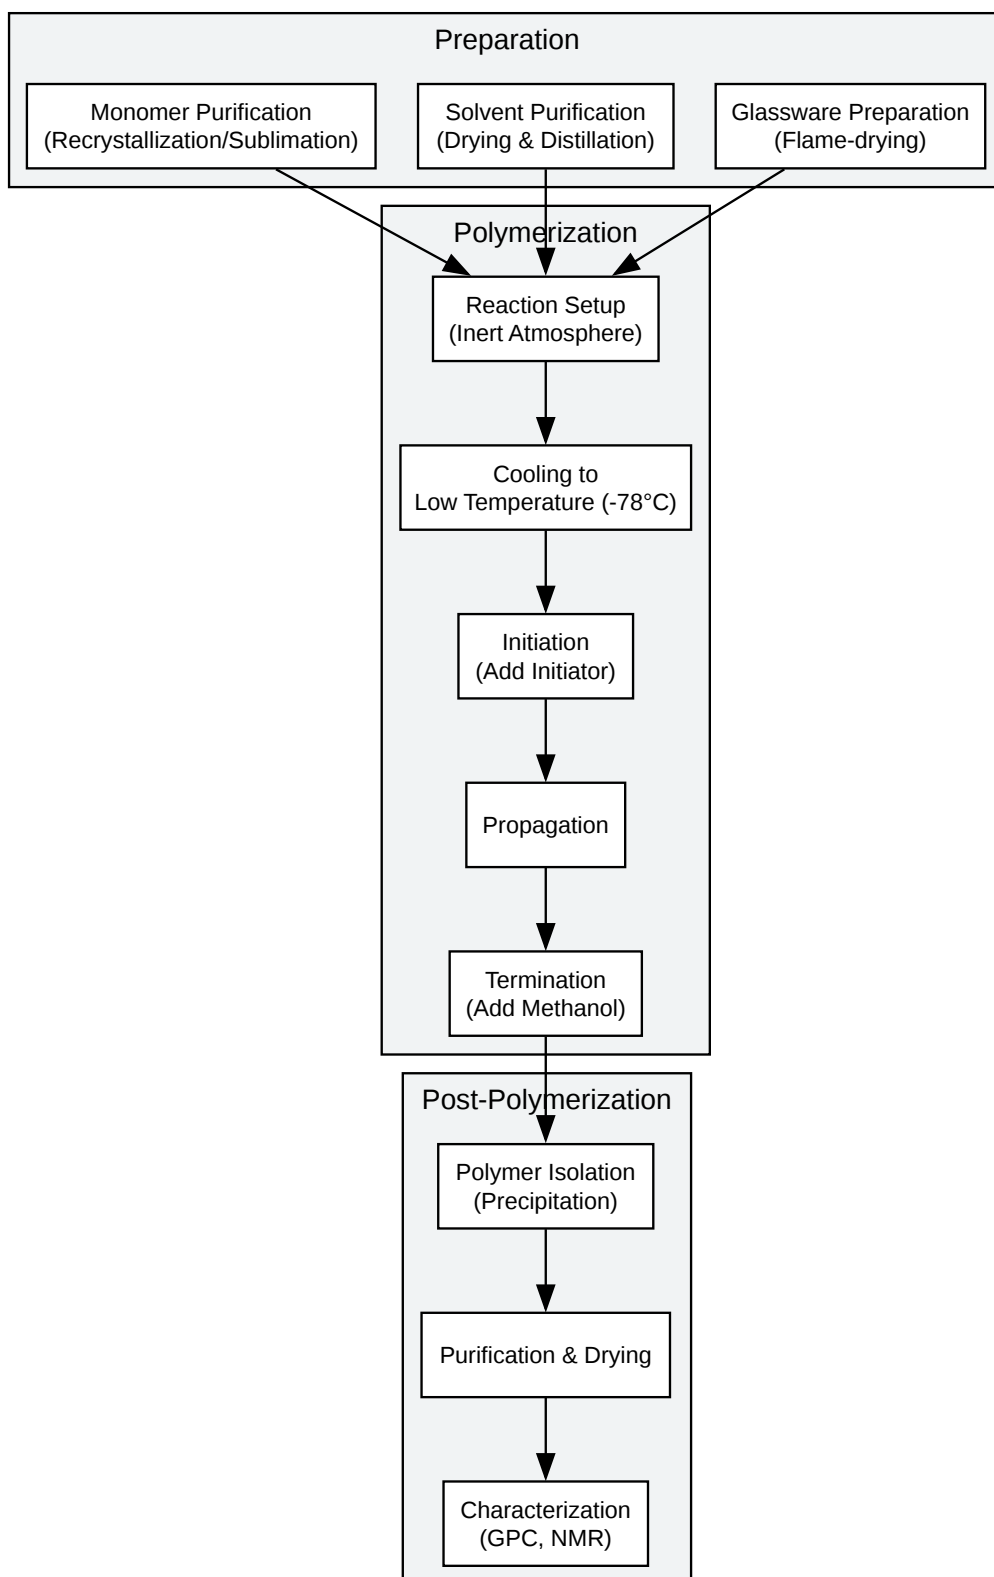 Preparation
Monomer Purification
(Recrystallization/Sublimation)
Solvent Purification
(Drying & Distillation)
Glassware Preparation
(Flame-drying)
Polymerization
Reaction Setup
(Inert Atmosphere)
Cooling to
Low Temperature (-78°C)
Initiation
(Add Initiator)
Propagation
Termination
(Add Methanol)
Post-Polymerization
Polymer Isolation
(Precipitation)
Purification & Drying
Characterization
(GPC, NMR)